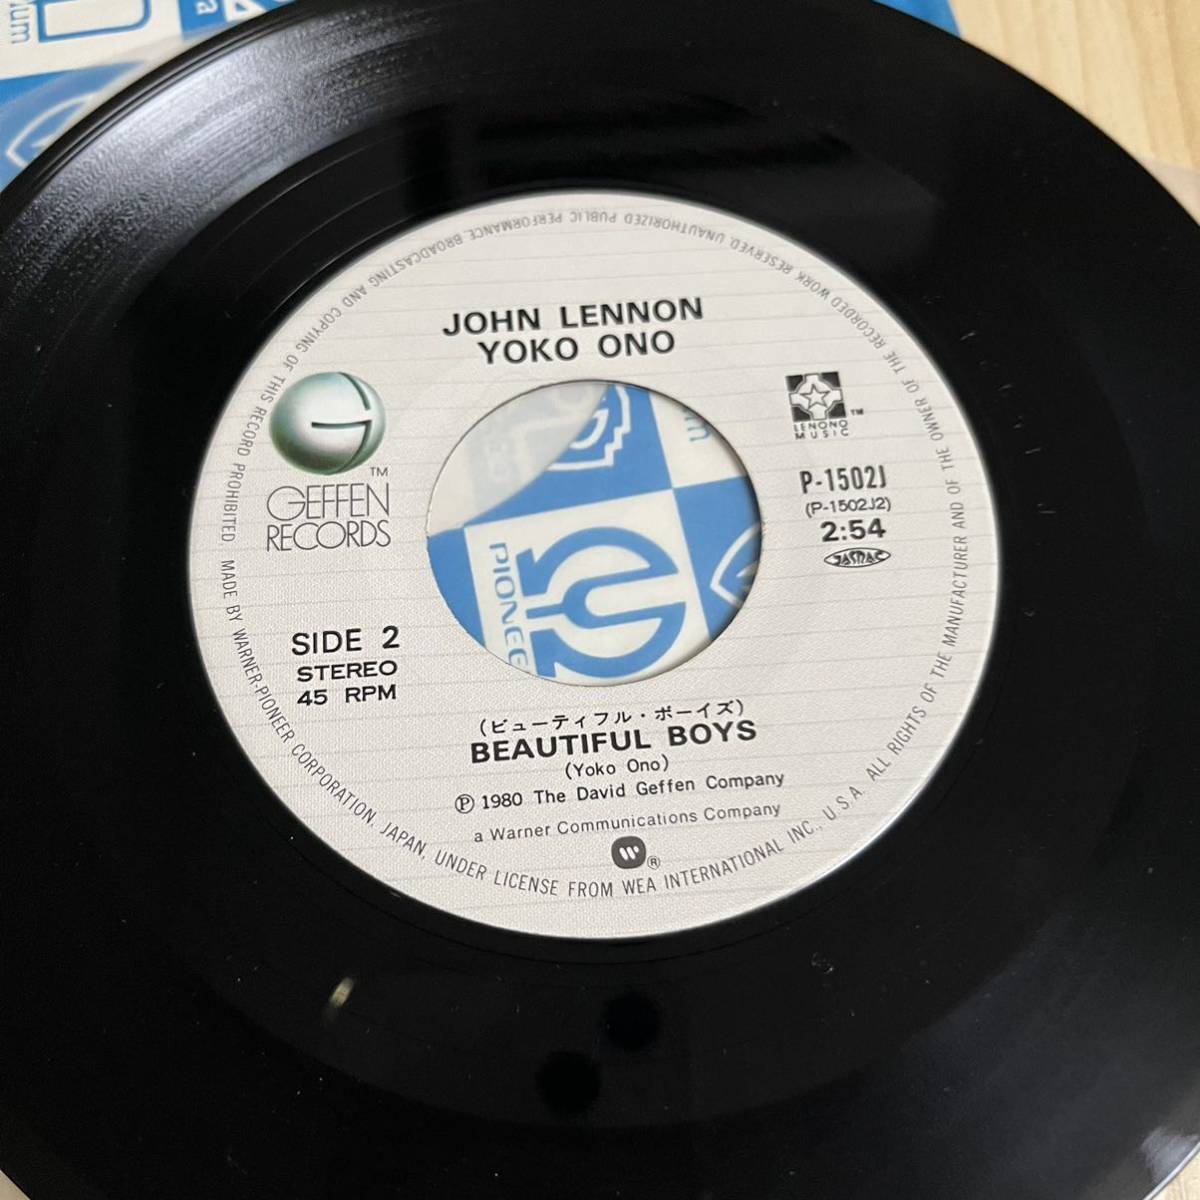 JOHN LENNON
YOKO ONO
G
TM
GEFFEN
RECORDS
TM
LENONO
MUSIC
P-1502J
(P-1502J2)
2:54
JASRAC
SIDE 2
STEREO
45 RPM
(ビューティフル・ボーイズ)
BEAUTIFUL BOYS
(Yoko Ono)
Ⓟ 1980 The David Geffen Company
a Warner Communications Company
W ®
MADE BY WARNER-PIONEER CORPORATION, JAPAN, UNDER LICENSE FROM WEA INTERNATIONAL INC., U.S.A. ALL RIGHTS OF THE MANUFACTURER AND OF THE OWNER OF THE RECORDED WORK RESERVED. UNAUTHORIZED PUBLIC PERFORMANCE, BROADCASTING AND COPYING OF THIS RECORD PROHIBITED.
PIONEE